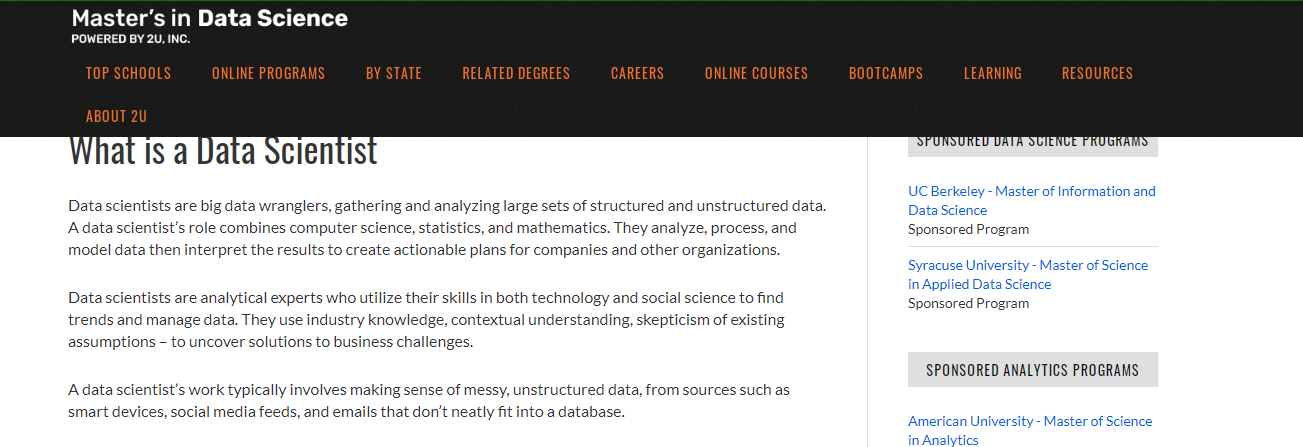 Master's in Data Science
POWERED BY 2U, INC.
TOP SCHOOLS ONLINE PROGRAMS BY STATE RELATED DEGREES CAREERS ONLINE COURSES BOOTCAMPS LEARNING RESOURCES
ABOUT 2U
What is a Data Scientist
Data scientists are big data wranglers, gathering and analyzing large sets of structured and unstructured data.
A data scientist’s role combines computer science, statistics, and mathematics. They analyze, process, and
model data then interpret the results to create actionable plans for companies and other organizations.
Data scientists are analytical experts who utilize their skills in both technology and social science to find
trends and manage data. They use industry knowledge, contextual understanding, skepticism of existing
assumptions – to uncover solutions to business challenges.
A data scientist’s work typically involves making sense of messy, unstructured data, from sources such as
smart devices, social media feeds, and emails that don’t neatly fit into a database.
SPONSORED DATA SCIENCE PROGRAMS
UC Berkeley - Master of Information and
Data Science
Sponsored Program
Syracuse University - Master of Science
in Applied Data Science
Sponsored Program
SPONSORED ANALYTICS PROGRAMS
American University - Master of Science
in Analytics